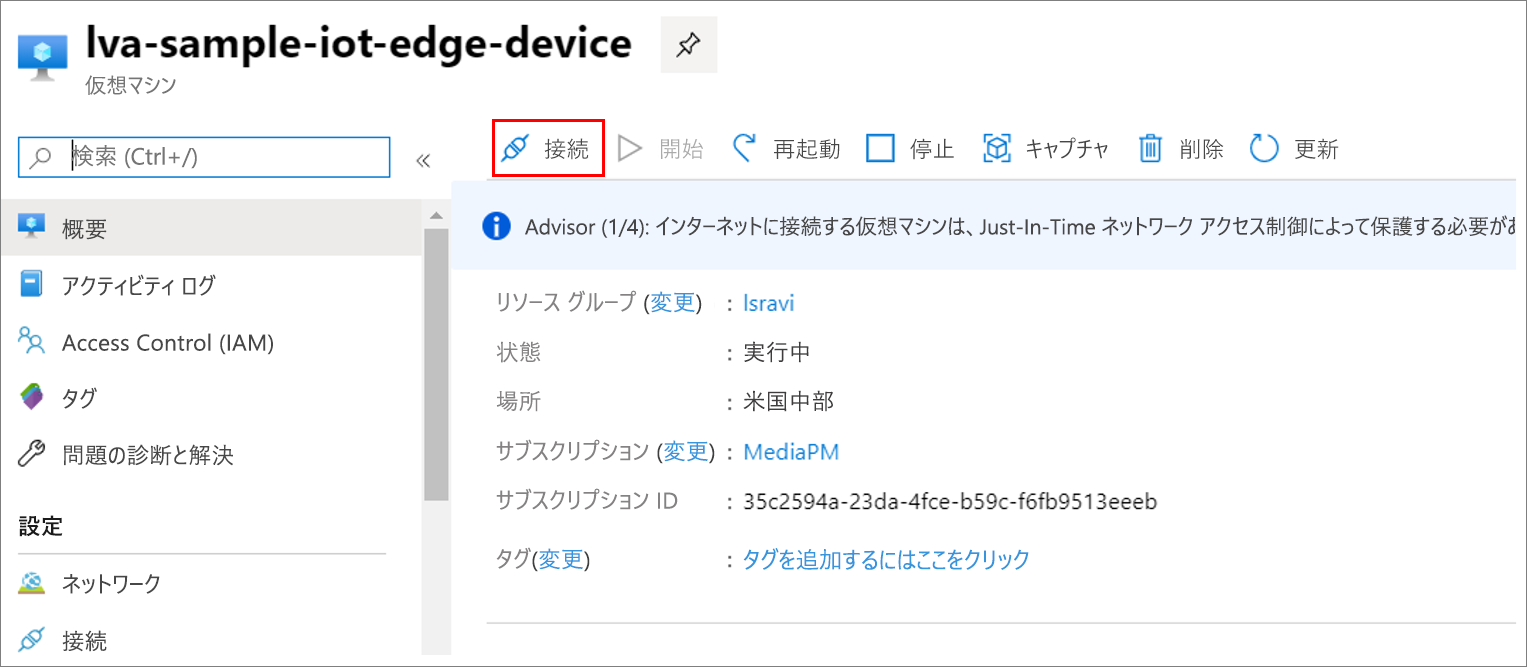 lva-sample-iot-edge-device
仮想マシン
検索 (Ctrl+/)
«
接続 開始 再起動 停止 キャプチャ 削除 更新
概要
アクティビティ ログ
Access Control (IAM)
タグ
問題の診断と解決
設定
ネットワーク
接続
Advisor (1/4): インターネットに接続する仮想マシンは、Just-In-Time ネットワーク アクセス制御によって保護する必要があ
リソース グループ (変更) : lsravi
状態 : 実行中
場所 : 米国中部
サブスクリプション (変更) : MediaPM
サブスクリプション ID : 35c2594a-23da-4fce-b59c-f6fb9513eeeb
タグ(変更) : タグを追加するにはここをクリック